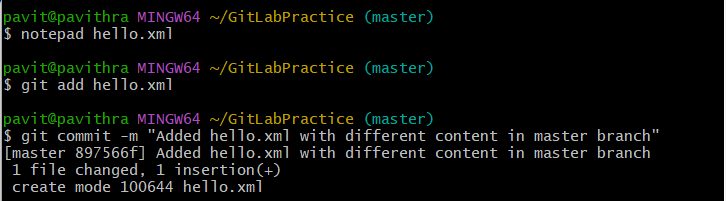 pavit@pavithra MINGW64 ~/GitLabPractice (master)
$ notepad hello.xml
pavit@pavithra MINGW64 ~/GitLabPractice (master)
$ git add hello.xml
pavit@pavithra MINGW64 ~/GitLabPractice (master)
$ git commit -m "Added hello.xml with different content in master branch"
[master 897566f] Added hello.xml with different content in master branch
 1 file changed, 1 insertion(+)
 create mode 100644 hello.xml